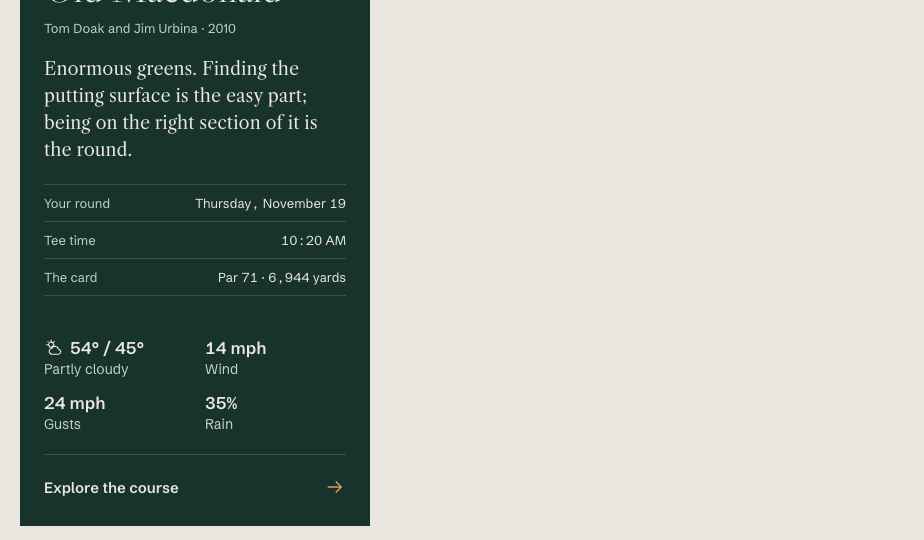 Old Macdonald
Tom Doak and Jim Urbina · 2010
Enormous greens. Finding the
putting surface is the easy part;
being on the right section of it is
the round.
Your round Thursday, November 19
Tee time 10:20 AM
The card Par 71 · 6,944 yards
54° / 45° 14 mph
Partly cloudy Wind
24 mph 35%
Gusts Rain
Explore the course